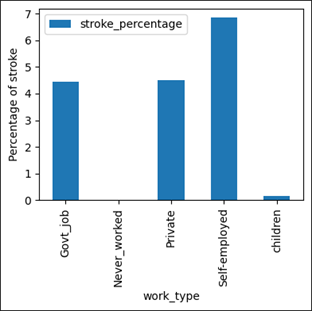 stroke_percentage
Percentage of stroke
7
6
5
4
3
2
1
0
Govt_job
Never_worked
Private
Self-employed
children
work_type